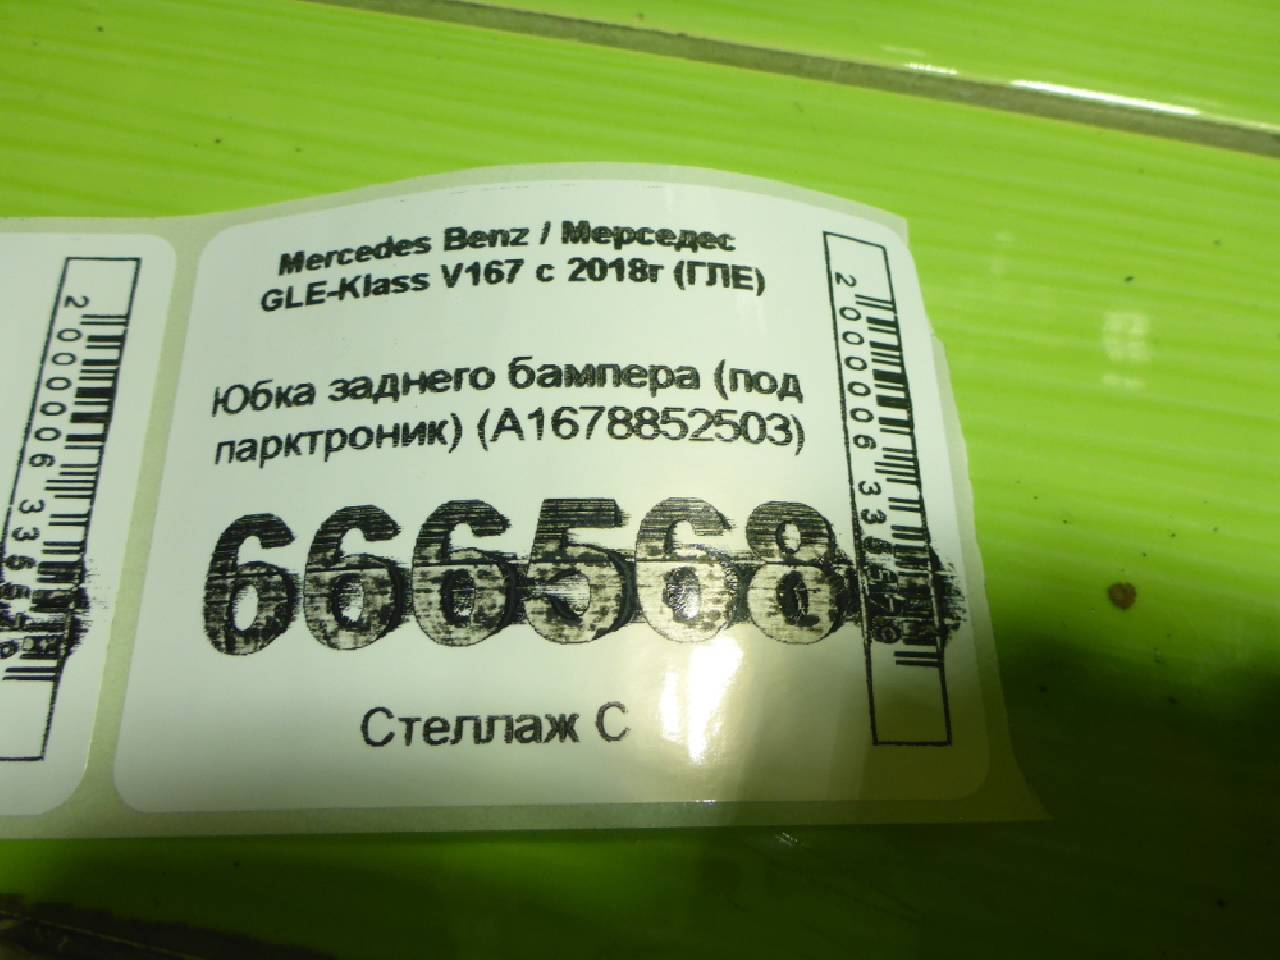 Mercedes Benz / Мерседес
GLE-Klass V167 с 2018г (ГЛЕ)
Юбка заднего бампера (под
парктроник) (A1678852503)
666568
Стеллаж С